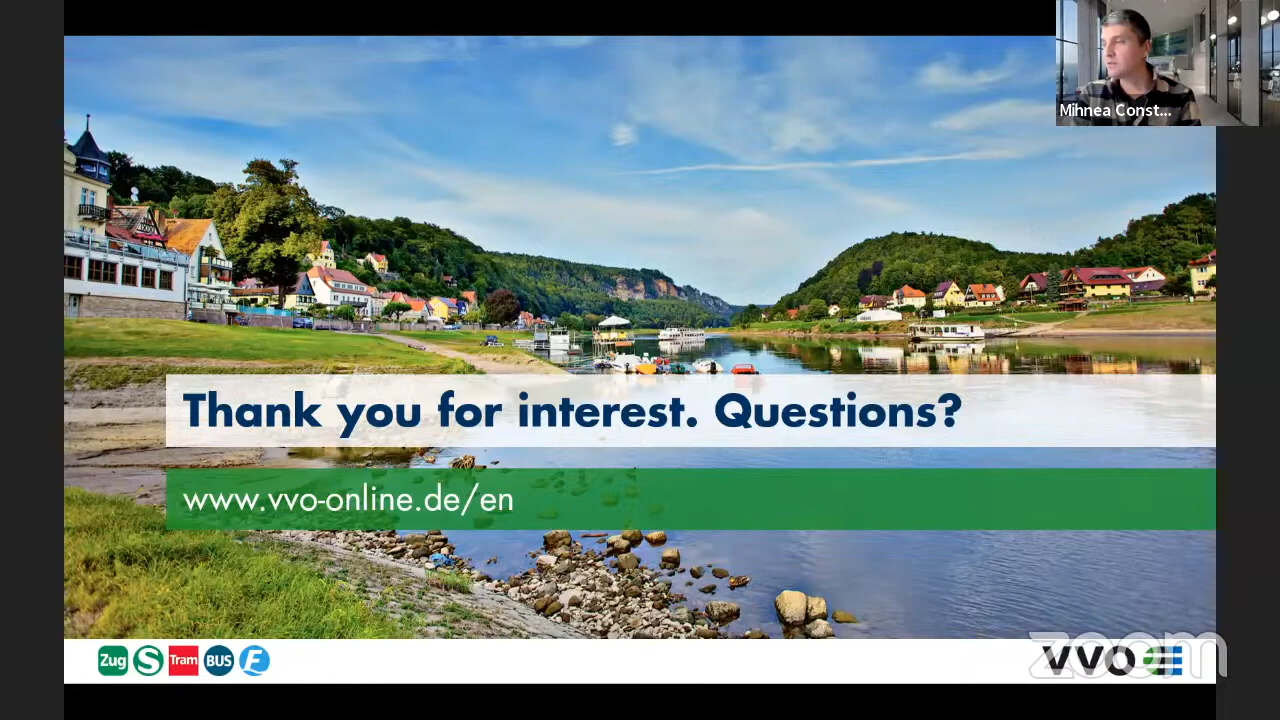 Mihnea Const...
Thank you for interest. Questions?
www.vvo-online.de/en
Zug
S
Tram
BUS
F
VVO
zoom